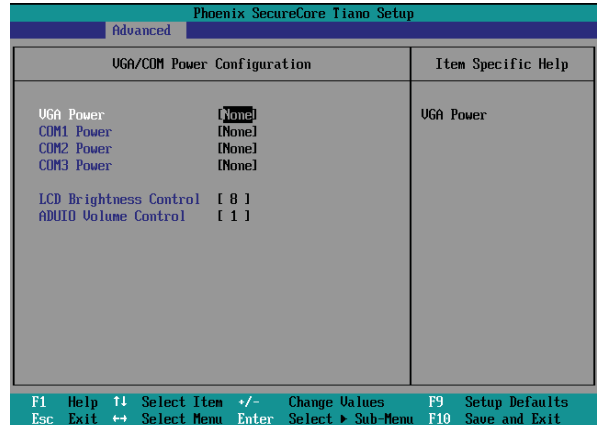 Phoenix SecureCore Tiano Setup
Advanced
VGA/COM Power Configuration
Item Specific Help
VGA Power [None]
VGA Power
COM1 Power [None]
COM2 Power [None]
COM3 Power [None]
LCD Brightness Control [ 8 ]
ADUIO Volume Control [ 1 ]
F1 Help ↑↓ Select Item +/- Change Values F9 Setup Defaults
Esc Exit ↔ Select Menu Enter Select ▶ Sub-Menu F10 Save and Exit